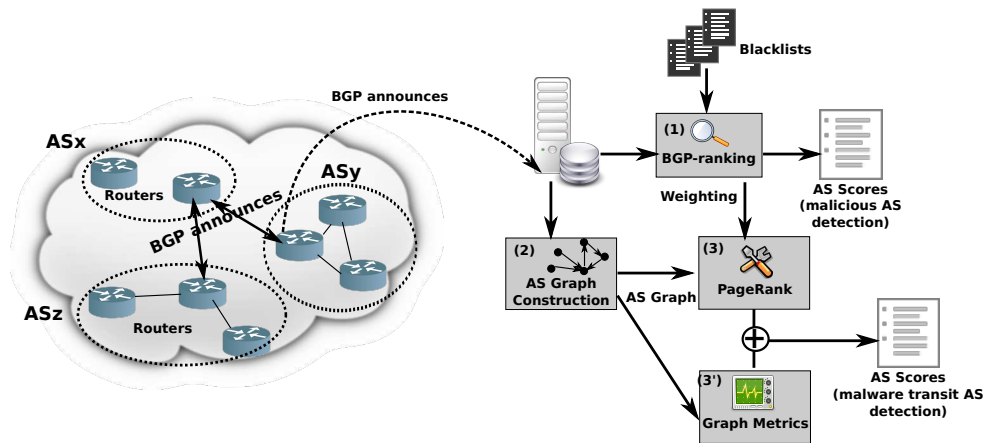 Blacklists
BGP announces
(1)
BGP-ranking
ASx
Routers
ASy
BGP announces
AS Scores
(malicious AS
detection)
Weighting
(2)
AS Graph
Construction
(3)
PageRank
AS Graph
ASz
Routers
(3')
Graph Metrics
AS Scores
(malware transit AS
detection)